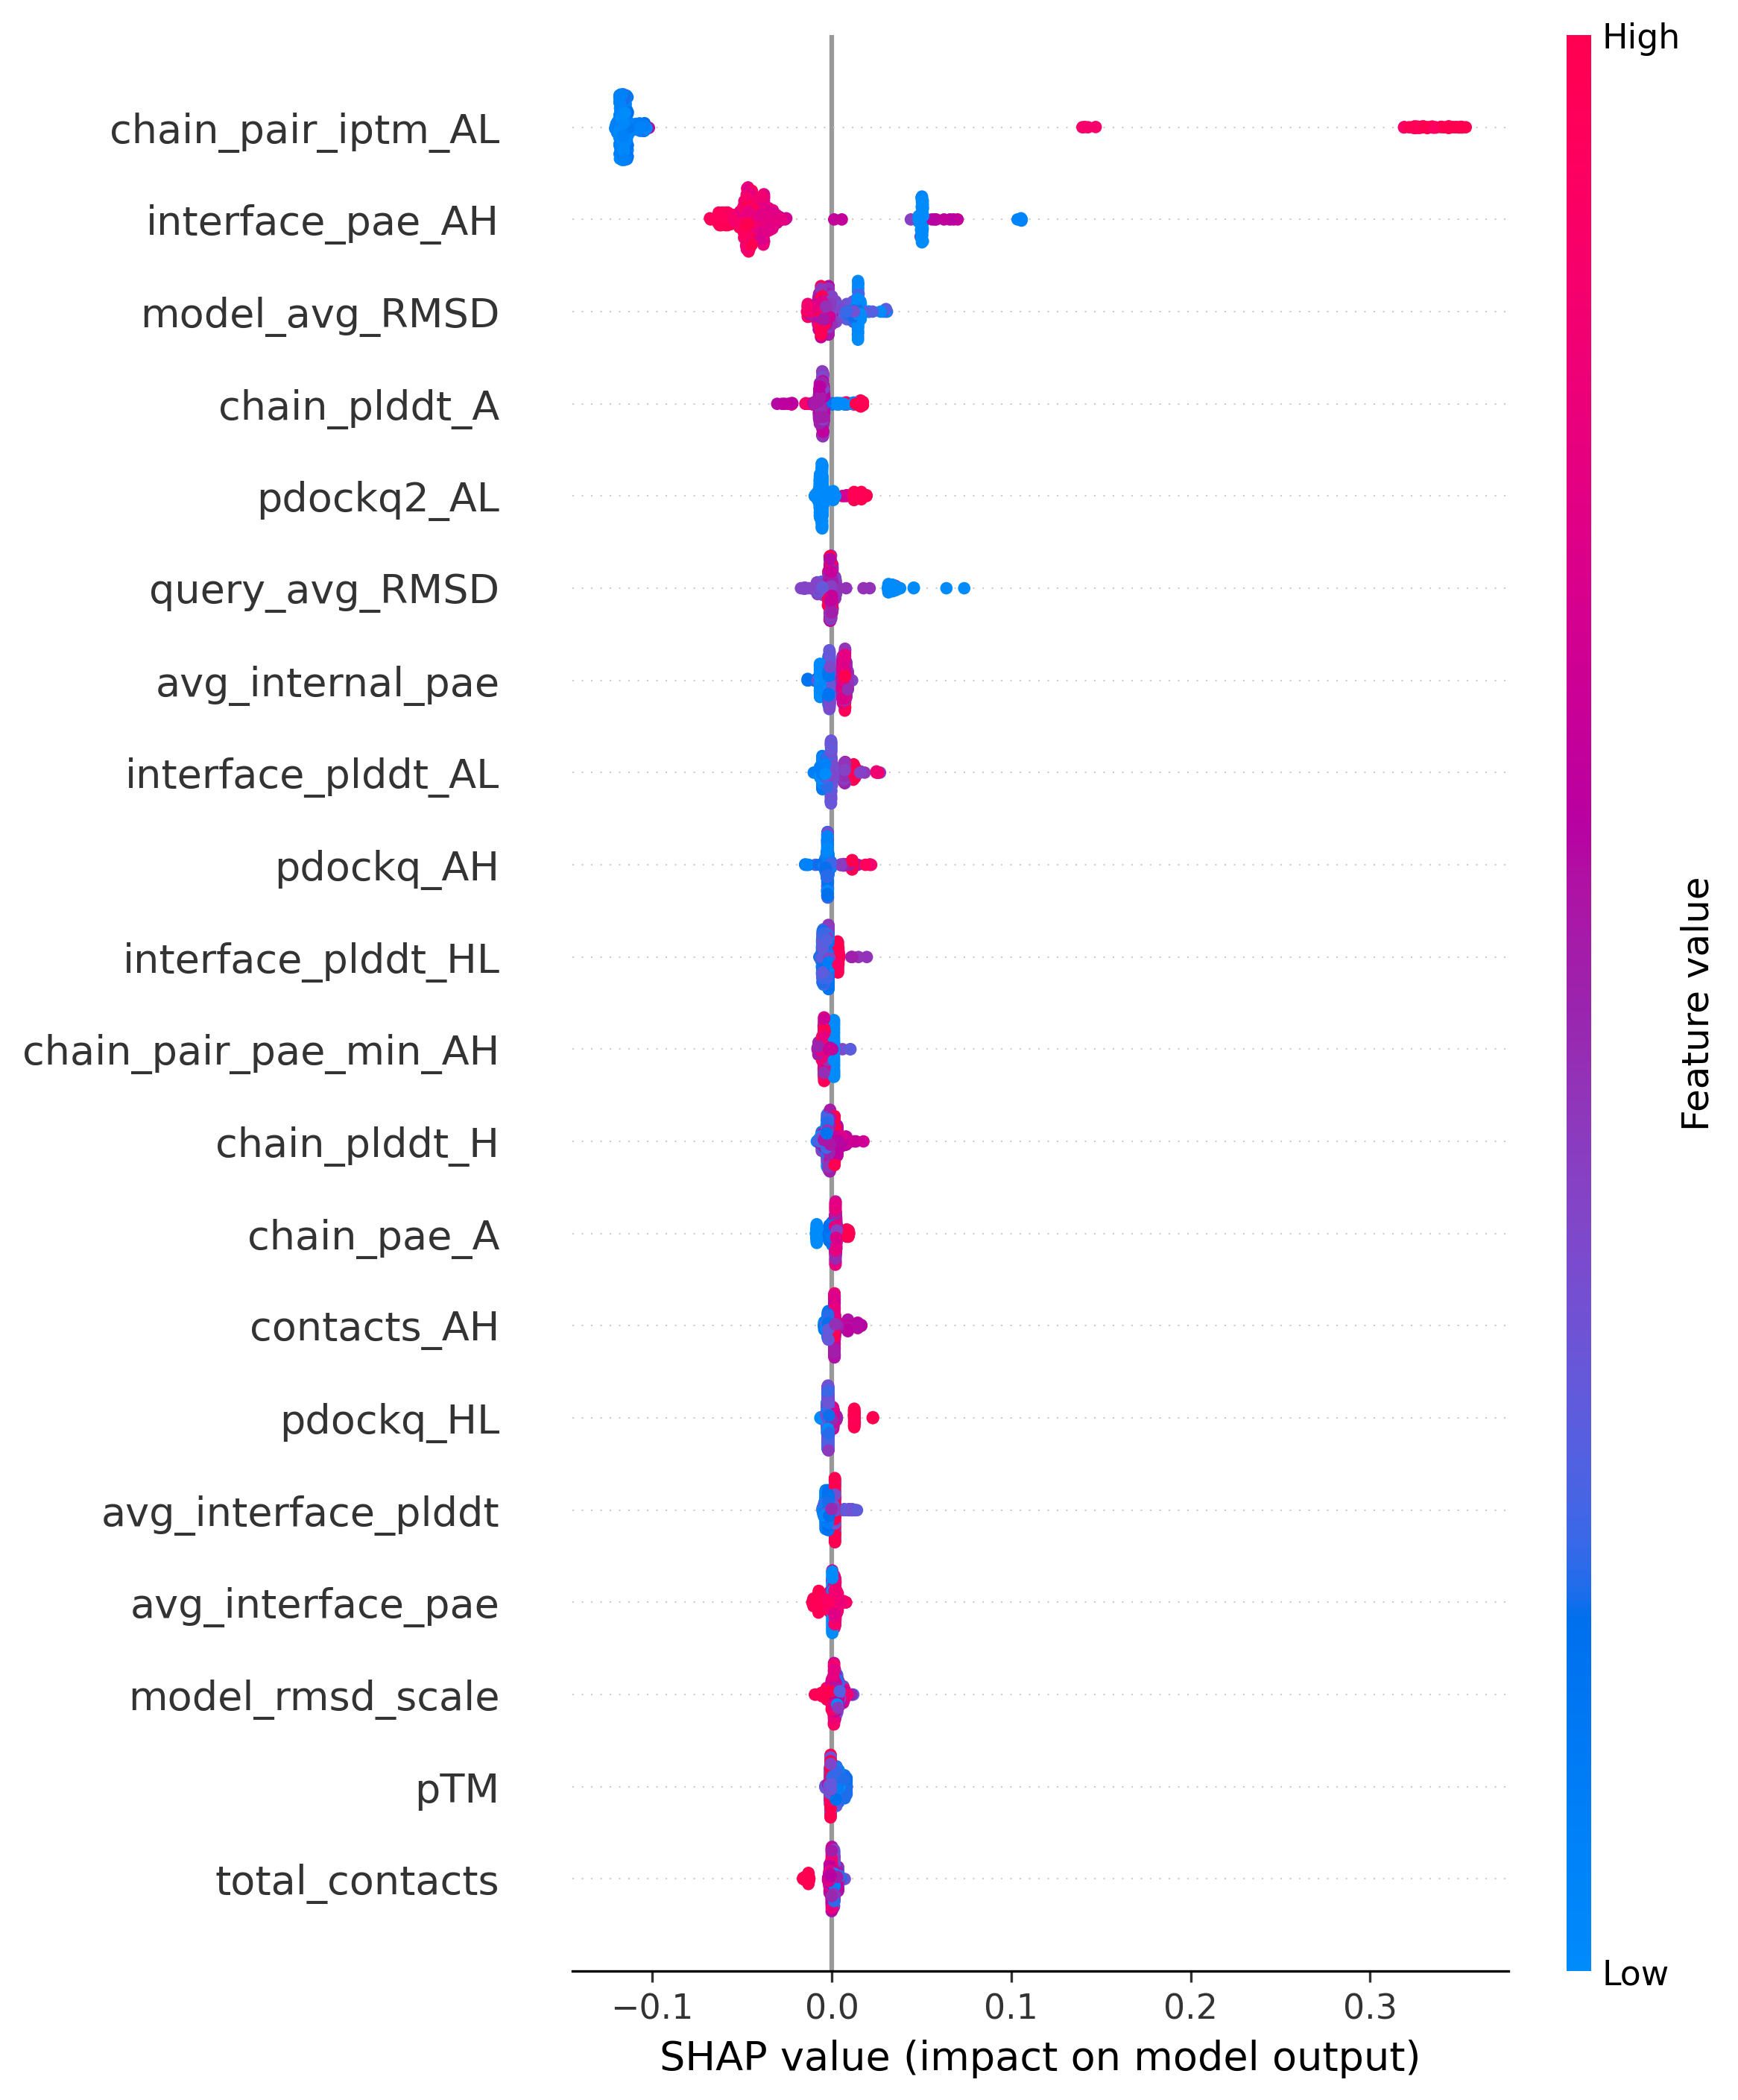 High
chain_pair_iptm_AL
interface_pae_AH
model_avg_RMSD
chain_plddt_A
pdockq2_AL
query_avg_RMSD
avg_internal_pae
interface_plddt_AL
pdockq_AH
interface_plddt_HL
chain_pair_pae_min_AH
chain_plddt_H
chain_pae_A
contacts_AH
pdockq_HL
avg_interface_plddt
avg_interface_pae
model_rmsd_scale
pTM
total_contacts
Feature value
Low
−0.1 0.0 0.1 0.2 0.3
SHAP value (impact on model output)